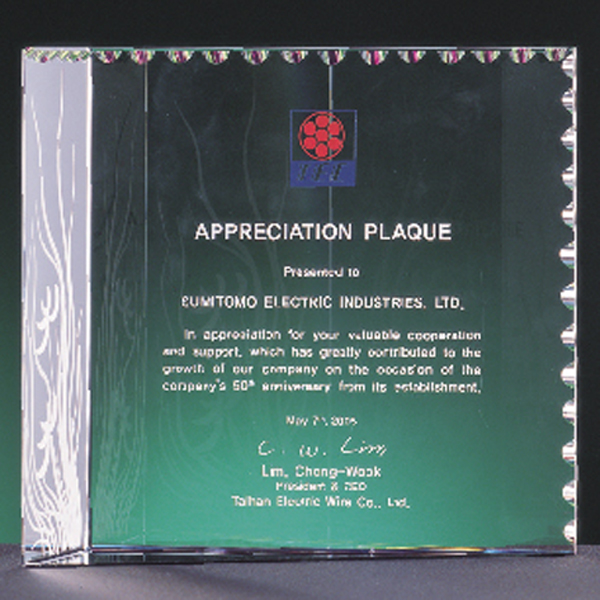 APPRECIATION PLAQUE
Presented to
SUMITOMO ELECTRIC INDUSTRIES, LTD.
In appreciation for your valuable cooperation
and support, which has greatly contributed to the
growth of our company on the occasion of the
company's 50th anniversary from its establishment.
May
C. W. Lim
Lim, Chong-Wook
President & CEO
Taihan Electric Wire Co., Ltd.